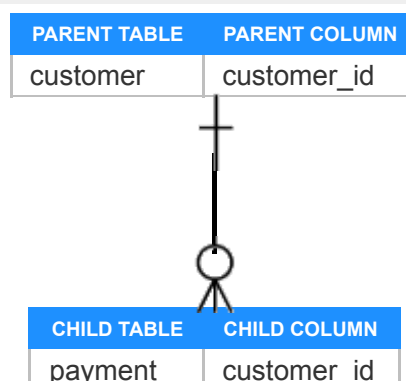 PARENT TABLE PARENT COLUMN
customer customer_id
CHILD TABLE CHILD COLUMN
payment customer_id